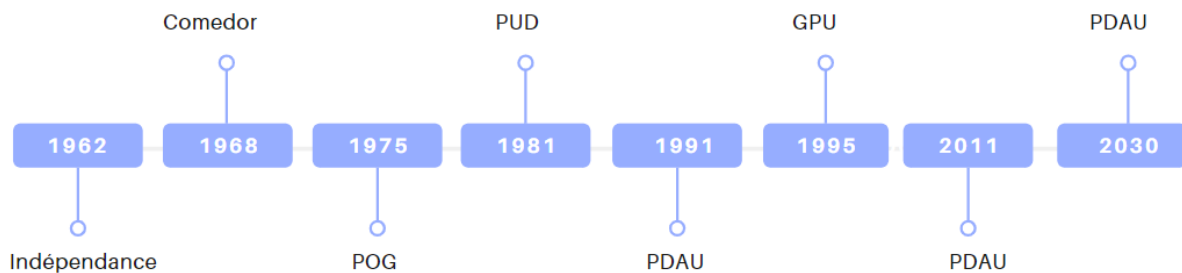 Comedor PUD GPU PDAU
1962 1968 1975 1981 1991 1995 2011 2030
Indépendance POG PDAU PDAU